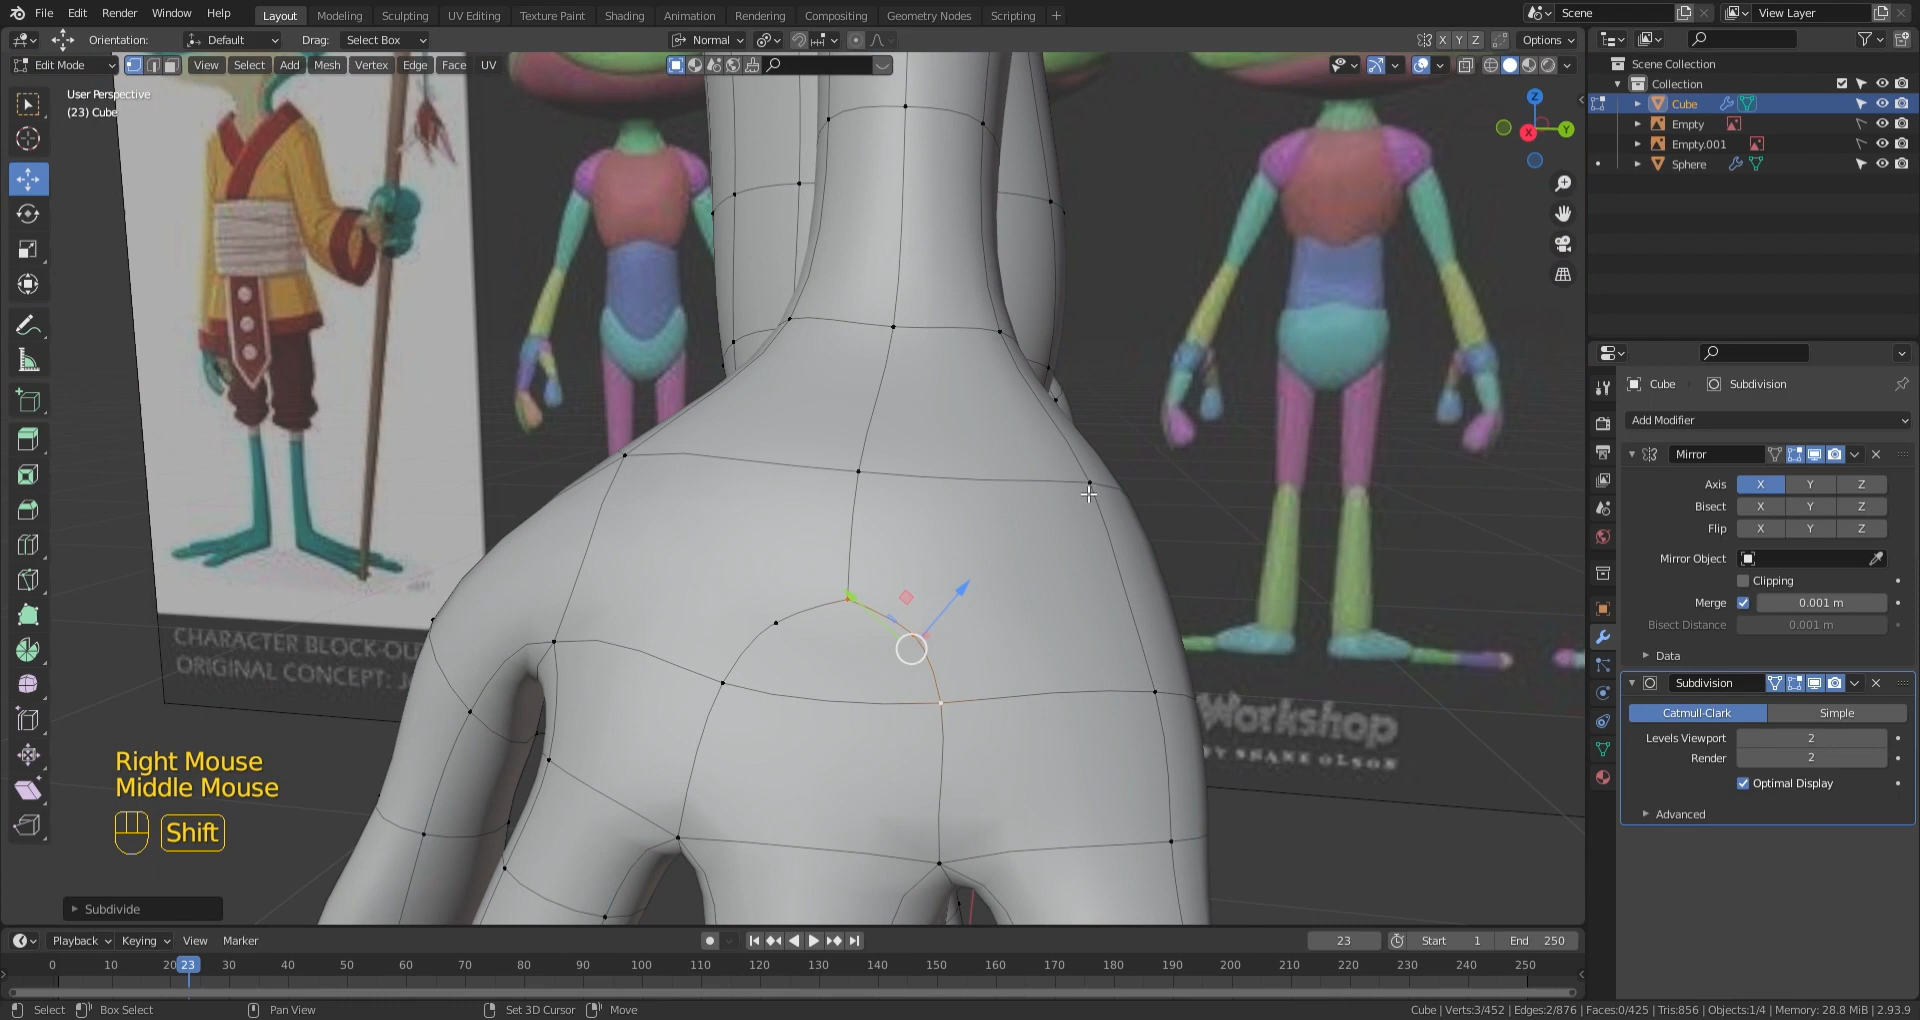 File Edit Render Window Help Layout Modeling Sculpting UV Editing Texture Paint Shading Animation Rendering Compositing Geometry Nodes Scripting + Scene View Layer
Orientation: Default Drag: Select Box Normal X Y Z Options
Edit Mode View Select Add Mesh Vertex Edge Face UV
User Perspective
(23) Cube
Z
Y
X
Scene Collection
Collection
Cube
Empty
Empty.001
Sphere
Cube Subdivision
Add Modifier
Mirror
Axis X Y Z
Bisect X Y Z
Flip X Y Z
Mirror Object
Clipping
Merge 0.001 m
Bisect Distance 0.001 m
Data
Subdivision
Catmull-Clark Simple
Levels Viewport 2
Render 2
Optimal Display
Advanced
CHARACTER BLOCK-OU
ORIGINAL CONCEPT: J
Workshop
BY SHANE OLSON
Right Mouse
Middle Mouse
Shift
Subdivide
Playback Keying View Marker 23 Start 1 End 250
0 10 20 23 30 40 50 60 70 80 90 100 110 120 130 140 150 160 170 180 190 200 210 220 230 240 250
Select Box Select Pan View Set 3D Cursor Move Cube | Verts:3/452 | Edges:2/876 | Faces:0/425 | Tris:856 | Objects:1/4 | Memory: 28.8 MiB | 2.93.9